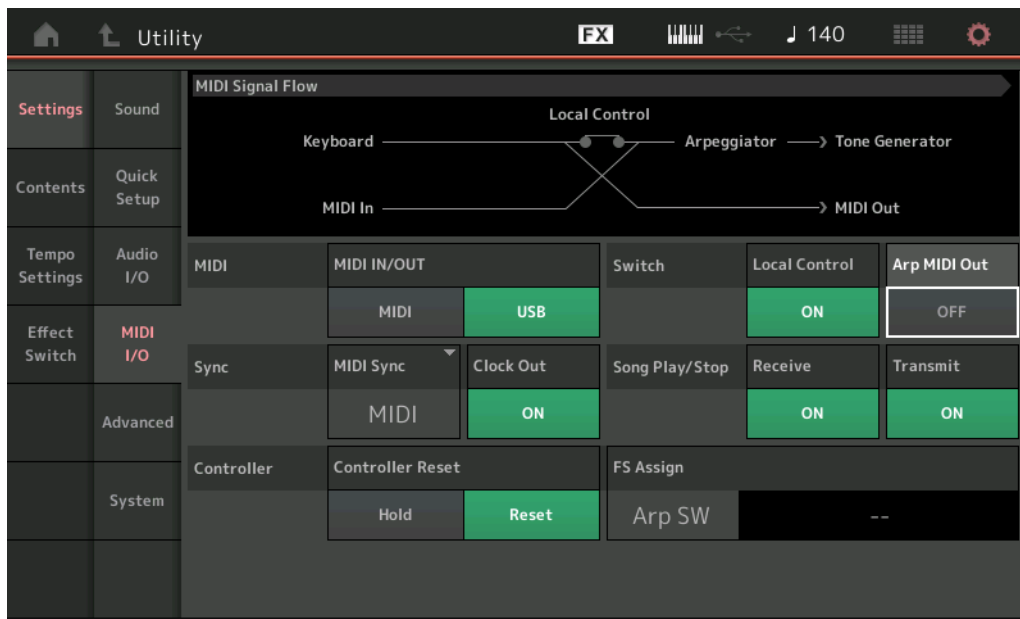 Utility
FX
♩ 140
Settings
Sound
MIDI Signal Flow
Local Control
Keyboard
Arpeggiator
Tone Generator
MIDI In
MIDI Out
Contents
Quick
Setup
Tempo
Settings
Audio
I/O
MIDI
MIDI IN/OUT
Switch
Local Control
Arp MIDI Out
MIDI
USB
ON
OFF
Effect
Switch
MIDI
I/O
Sync
MIDI Sync
Clock Out
Song Play/Stop
Receive
Transmit
MIDI
ON
ON
ON
Advanced
Controller
Controller Reset
FS Assign
System
Hold
Reset
Arp SW
--